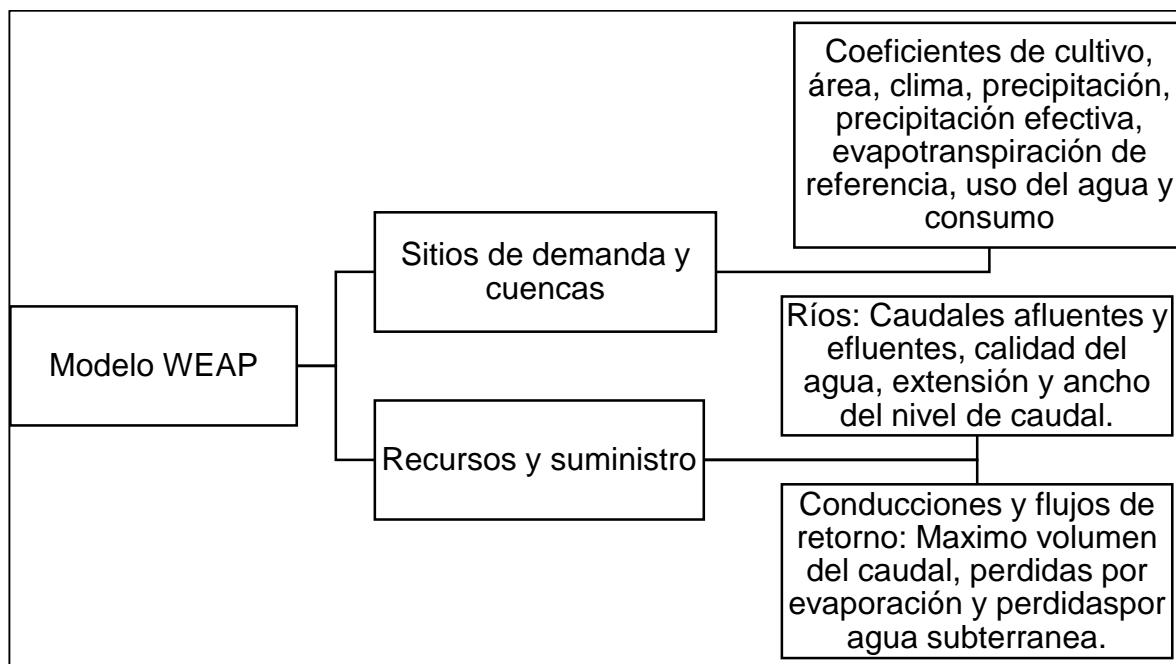 Coeficientes de cultivo,
área, clima, precipitación,
precipitación efectiva,
evapotranspiración de
referencia, uso del agua y
consumo
Sitios de demanda y
cuencas
Modelo WEAP
Ríos: Caudales afluentes y
efluentes, calidad del
agua, extensión y ancho
del nivel de caudal.
Recursos y suministro
Conducciones y flujos de
retorno: Maximo volumen
del caudal, perdidas por
evaporación y perdidaspor
agua subterranea.